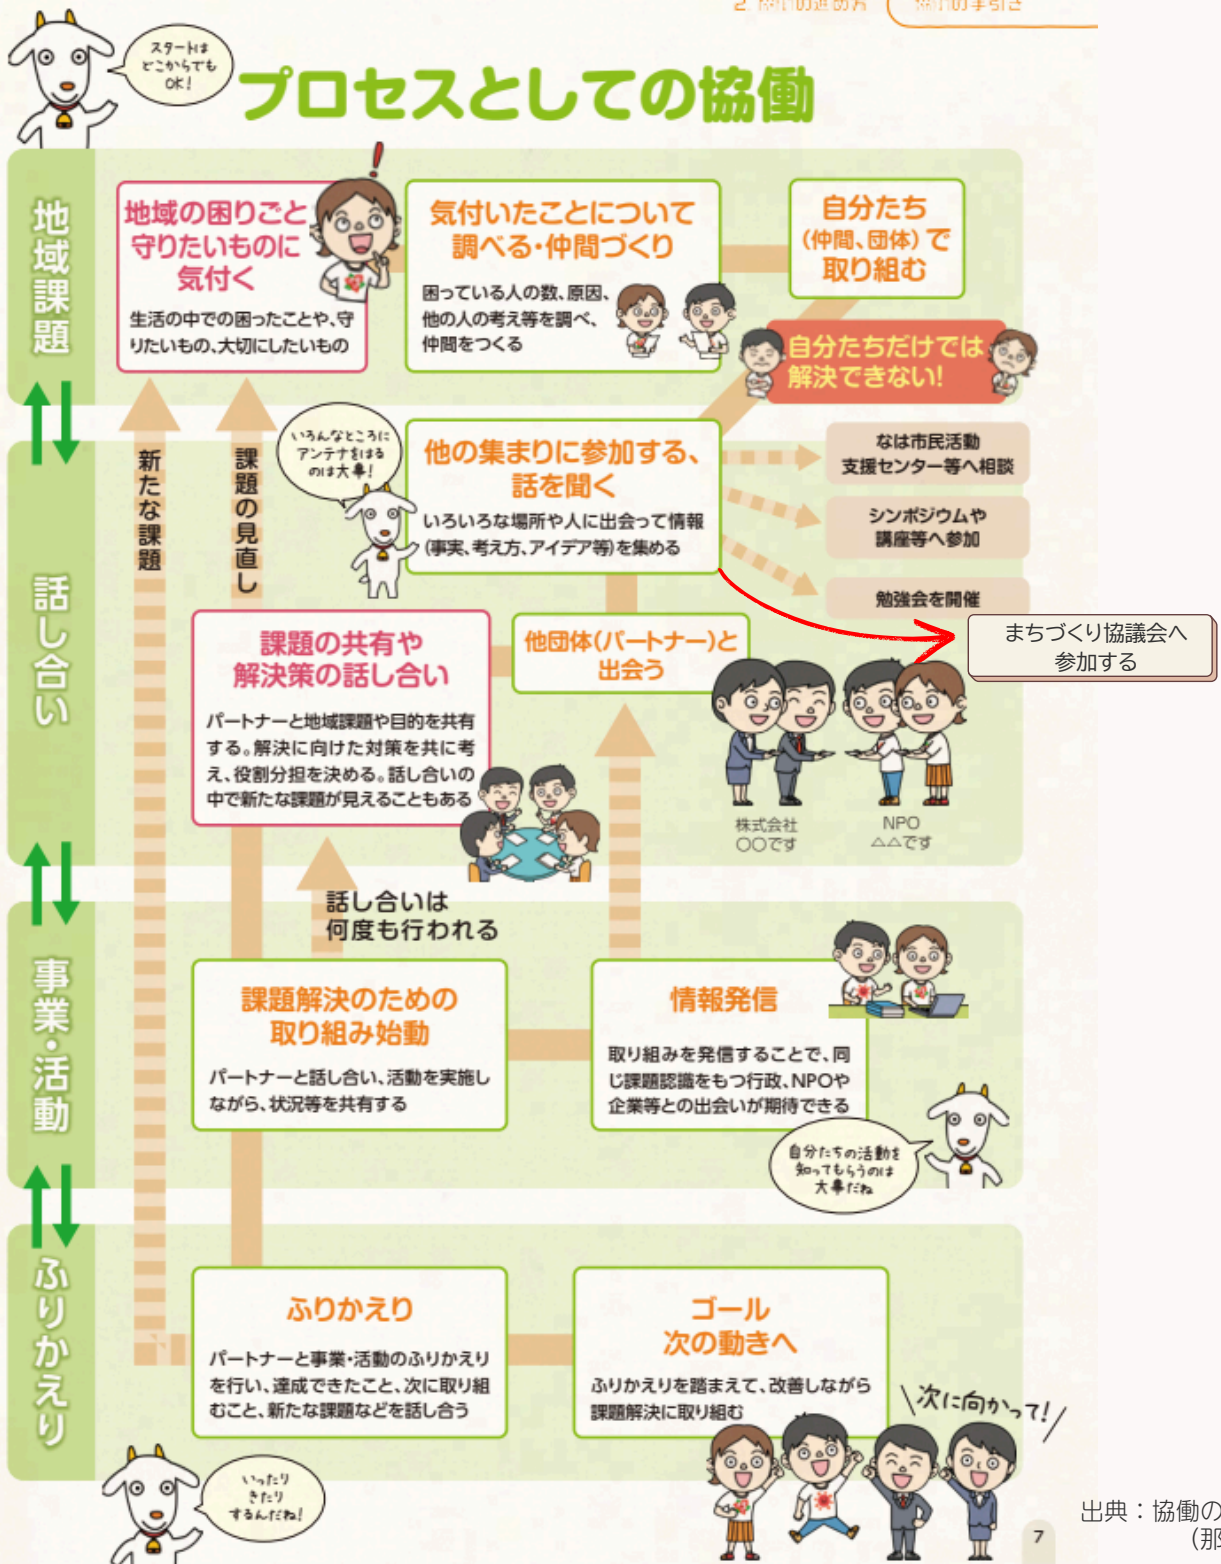 スタートは
どこからでも
OK!
プロセスとしての協働
地域課題
地域の困りごと
守りたいものに
気付く
生活の中での困ったことや、守
りたいもの、大切にしたいもの
気付いたことについて
調べる・仲間づくり
困っている人の数、原因、
他の人の考え等を調べ、
仲間をつくる
自分たち
(仲間、団体)で
取り組む
自分たちだけでは
解決できない!
新たな課題
課題の見直し
話し合い
いろんなところに
アンテナをはる
のは大事!
他の集まりに参加する、
話を聞く
いろいろな場所や人に出会って情報
(事実、考え方、アイデア等)を集める
なは市民活動
支援センター等へ相談
シンポジウムや
講座等へ参加
勉強会を開催
まちづくり協議会へ
参加する
課題の共有や
解決策の話し合い
パートナーと地域課題や目的を共有
する。解決に向けた対策を共に考
え、役割分担を決める。話し合いの
中で新たな課題が見えることもある
他団体(パートナー)と
出会う
株式会社
○○です
NPO
△△です
話し合いは
何度も行われる
事業・活動
課題解決のための
取り組み始動
パートナーと話し合い、活動を実施し
ながら、状況等を共有する
情報発信
取り組みを発信することで、同
じ課題認識をもつ行政、NPOや
企業等との出会いが期待できる
自分たちの活動を
知ってもらうのは
大事だね
ふりかえり
ふりかえり
パートナーと事業・活動のふりかえり
を行い、達成できたこと、次に取り組
むこと、新たな課題などを話し合う
ゴール
次の動きへ
ふりかえりを踏まえて、改善しながら
課題解決に取り組む
次に向かって!
いったり
きたり
するんだね!
7
出典：協働の
(那